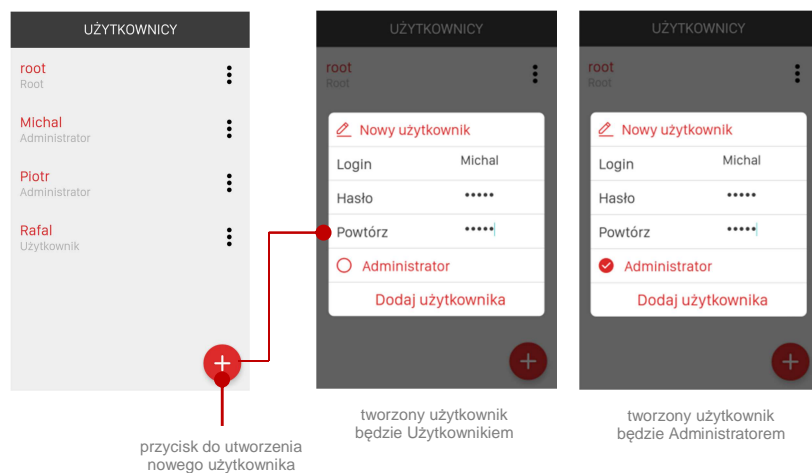 UŻYTKOWNICY
root
Root
Michal
Administrator
Piotr
Administrator
Rafal
Użytkownik
przycisk do utworzenia
nowego użytkownika
UŻYTKOWNICY
root
Root
Nowy użytkownik
Login Michal
Hasło •••••
Powtórz •••••
Administrator
Dodaj użytkownika
tworzony użytkownik
będzie Użytkownikiem
UŻYTKOWNICY
root
Root
Nowy użytkownik
Login Michal
Hasło •••••
Powtórz •••••
Administrator
Dodaj użytkownika
tworzony użytkownik
będzie Administratorem